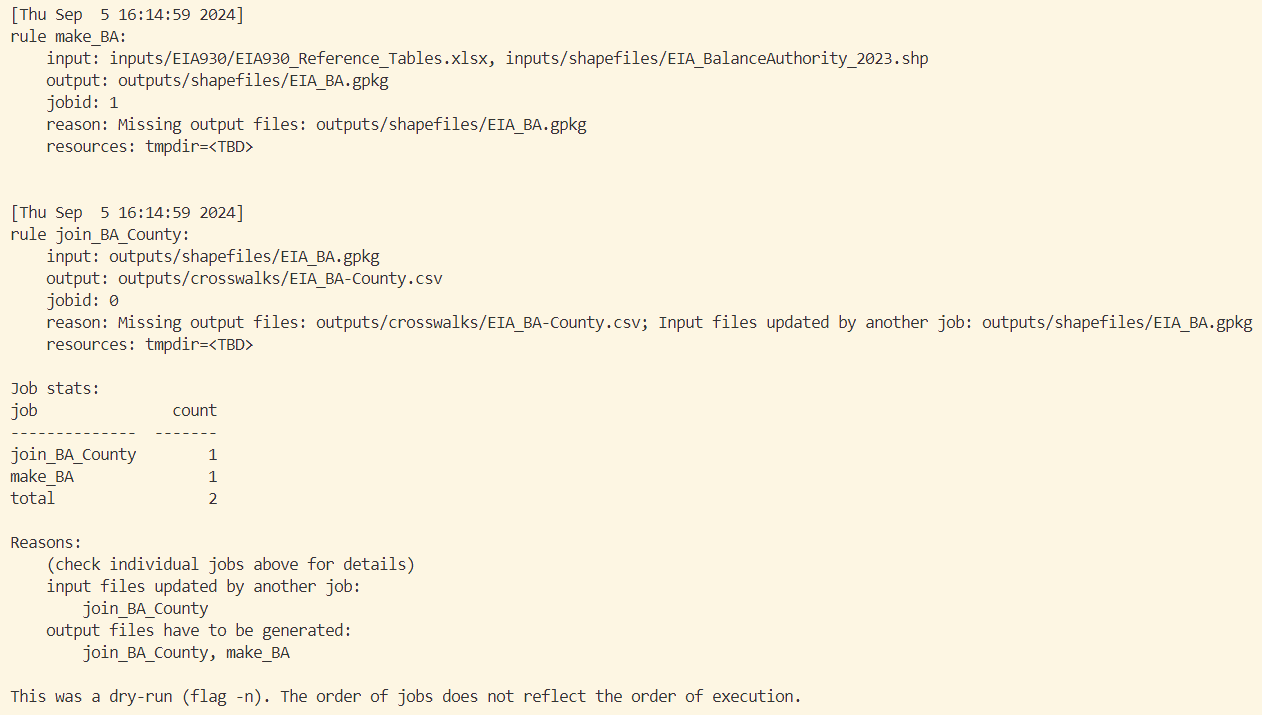 [Thu Sep  5 16:14:59 2024]
rule make_BA:
    input: inputs/EIA930/EIA930_Reference_Tables.xlsx, inputs/shapefiles/EIA_BalanceAuthority_2023.shp
    output: outputs/shapefiles/EIA_BA.gpkg
    jobid: 1
    reason: Missing output files: outputs/shapefiles/EIA_BA.gpkg
    resources: tmpdir=<TBD>

[Thu Sep  5 16:14:59 2024]
rule join_BA_County:
    input: outputs/shapefiles/EIA_BA.gpkg
    output: outputs/crosswalks/EIA_BA-County.csv
    jobid: 0
    reason: Missing output files: outputs/crosswalks/EIA_BA-County.csv; Input files updated by another job: outputs/shapefiles/EIA_BA.gpkg
    resources: tmpdir=<TBD>

Job stats:
job               count
--------------  -------
join_BA_County        1
make_BA               1
total                 2

Reasons:
    (check individual jobs above for details)
    input files updated by another job:
        join_BA_County
    output files have to be generated:
        join_BA_County, make_BA

This was a dry-run (flag -n). The order of jobs does not reflect the order of execution.